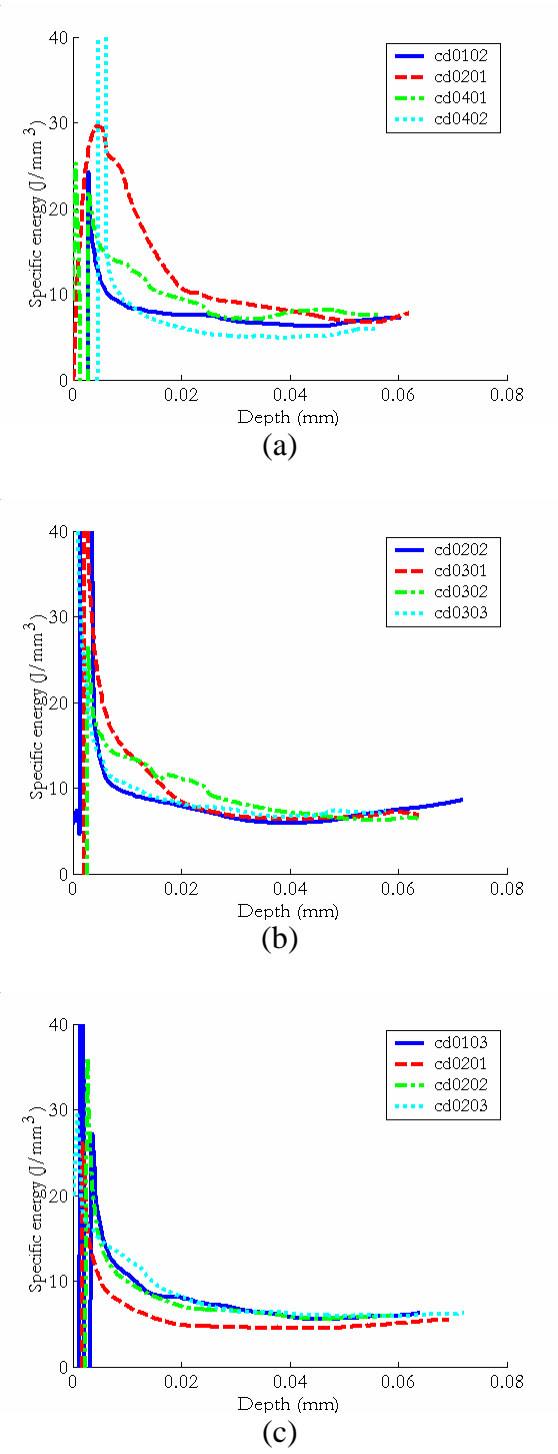 40
30
20
10
0
Specific energy (J/mm³)
cd0102
cd0201
cd0401
cd0402
0 0.02 0.04 0.06 0.08
Depth (mm)
(a)
40
30
20
10
0
Specific energy (J/mm³)
cd0202
cd0301
cd0302
cd0303
0 0.02 0.04 0.06 0.08
Depth (mm)
(b)
40
30
20
10
0
Specific energy (J/mm³)
cd0103
cd0201
cd0202
cd0203
0 0.02 0.04 0.06 0.08
Depth (mm)
(c)